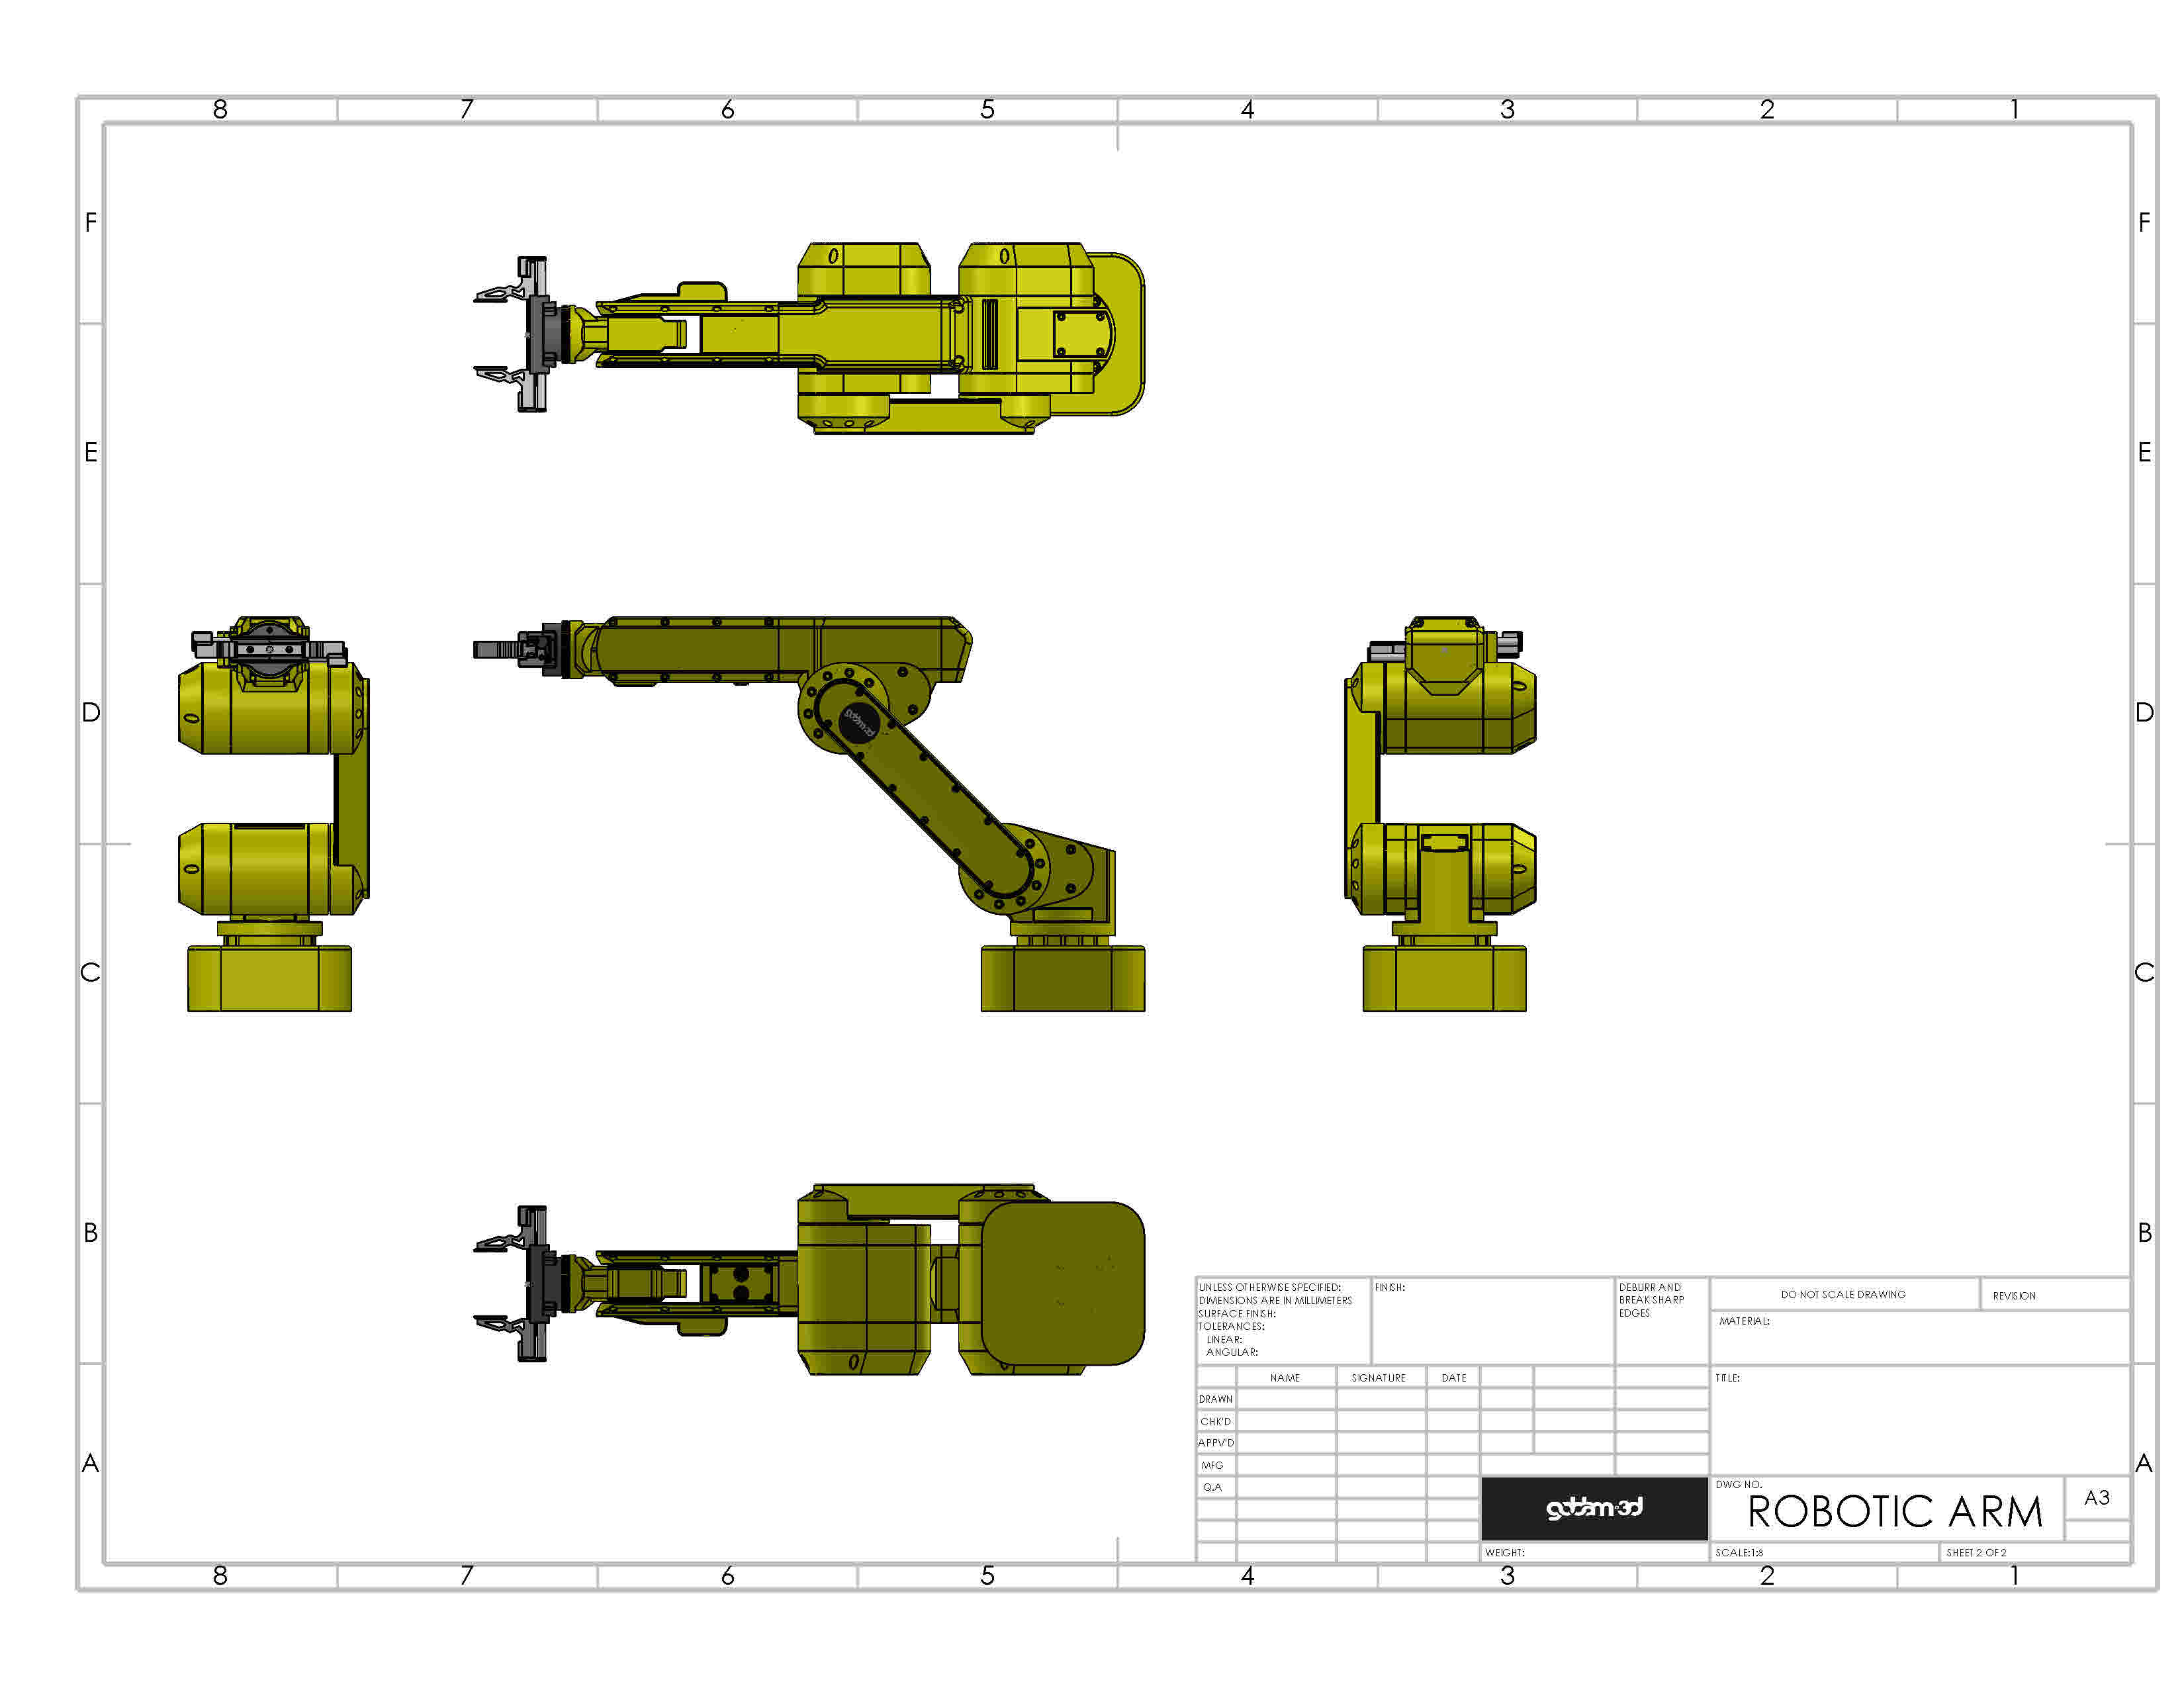 8 7 6 5 4 3 2 1
F F
E E
D D
C C
B B
A A
UNLESS OTHERWISE SPECIFIED:
DIMENSIONS ARE IN MILLIMETERS
SURFACE FINISH:
TOLERANCES:
LINEAR:
ANGULAR:
FINISH:
DEBURR AND
BREAK SHARP
EDGES
DO NOT SCALE DRAWING
REVISION
MATERIAL:
NAME SIGNATURE DATE
TITLE:
DRAWN
CHK'D
APPV'D
MFG
Q.A
DWG NO.
ROBOTIC ARM
A3
WEIGHT:
SCALE:1:8
SHEET 2 OF 2
8 7 6 5 4 3 2 1